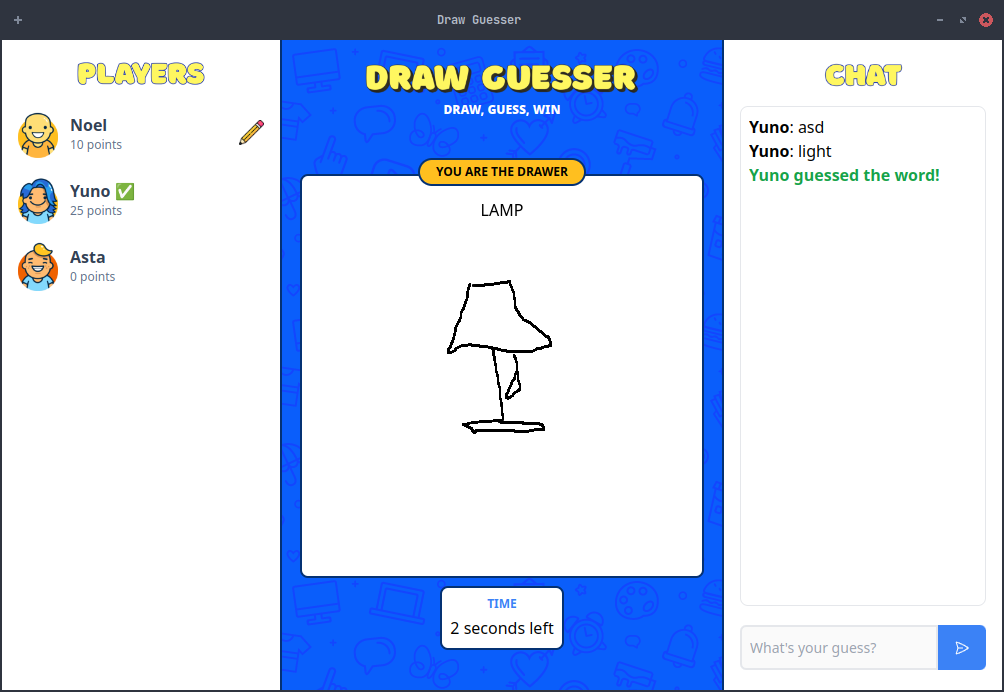 Draw Guesser
PLAYERS
Noel
10 points
Yuno ✅
25 points
Asta
0 points
DRAW GUESSER
DRAW, GUESS, WIN
YOU ARE THE DRAWER
LAMP
TIME
2 seconds left
CHAT
Yuno: asd
Yuno: light
Yuno guessed the word!
What's your guess?